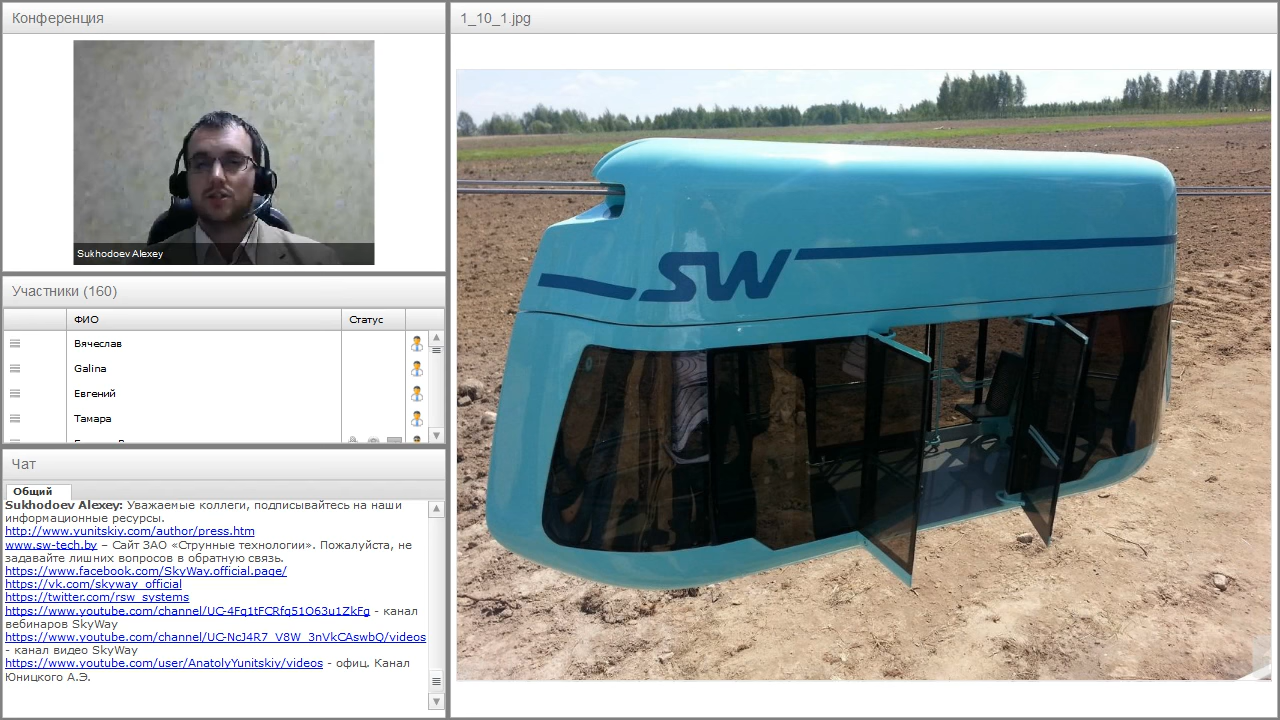 Конференция
Sukhodoev Alexey
Участники (160)
ФИО
Статус
Вячеслав
Galina
Евгений
Тамара
Чат
Общий
Sukhodoev Alexey: Уважаемые коллеги, подписывайтесь на наши
информационные ресурсы.
http://www.yunitskiy.com/author/press.htm
www.sw-tech.by – Сайт ЗАО «Струнные технологии». Пожалуйста, не
задавайте лишних вопросов в обратную связь.
https://www.facebook.com/SkyWay.official.page/
https://vk.com/skyway_official
https://twitter.com/rsw_systems
https://www.youtube.com/channel/UC-4Fq1tFCRfq51O63u1ZkFg - канал
вебинаров SkyWay
https://www.youtube.com/channel/UC-NcJ4R7_V8W_3nVkCAswbQ/videos
- канал видео SkyWay
https://www.youtube.com/user/AnatolyYunitskiy/videos - офиц. Канал
Юницкого А.Э.
1_10_1.jpg
SW